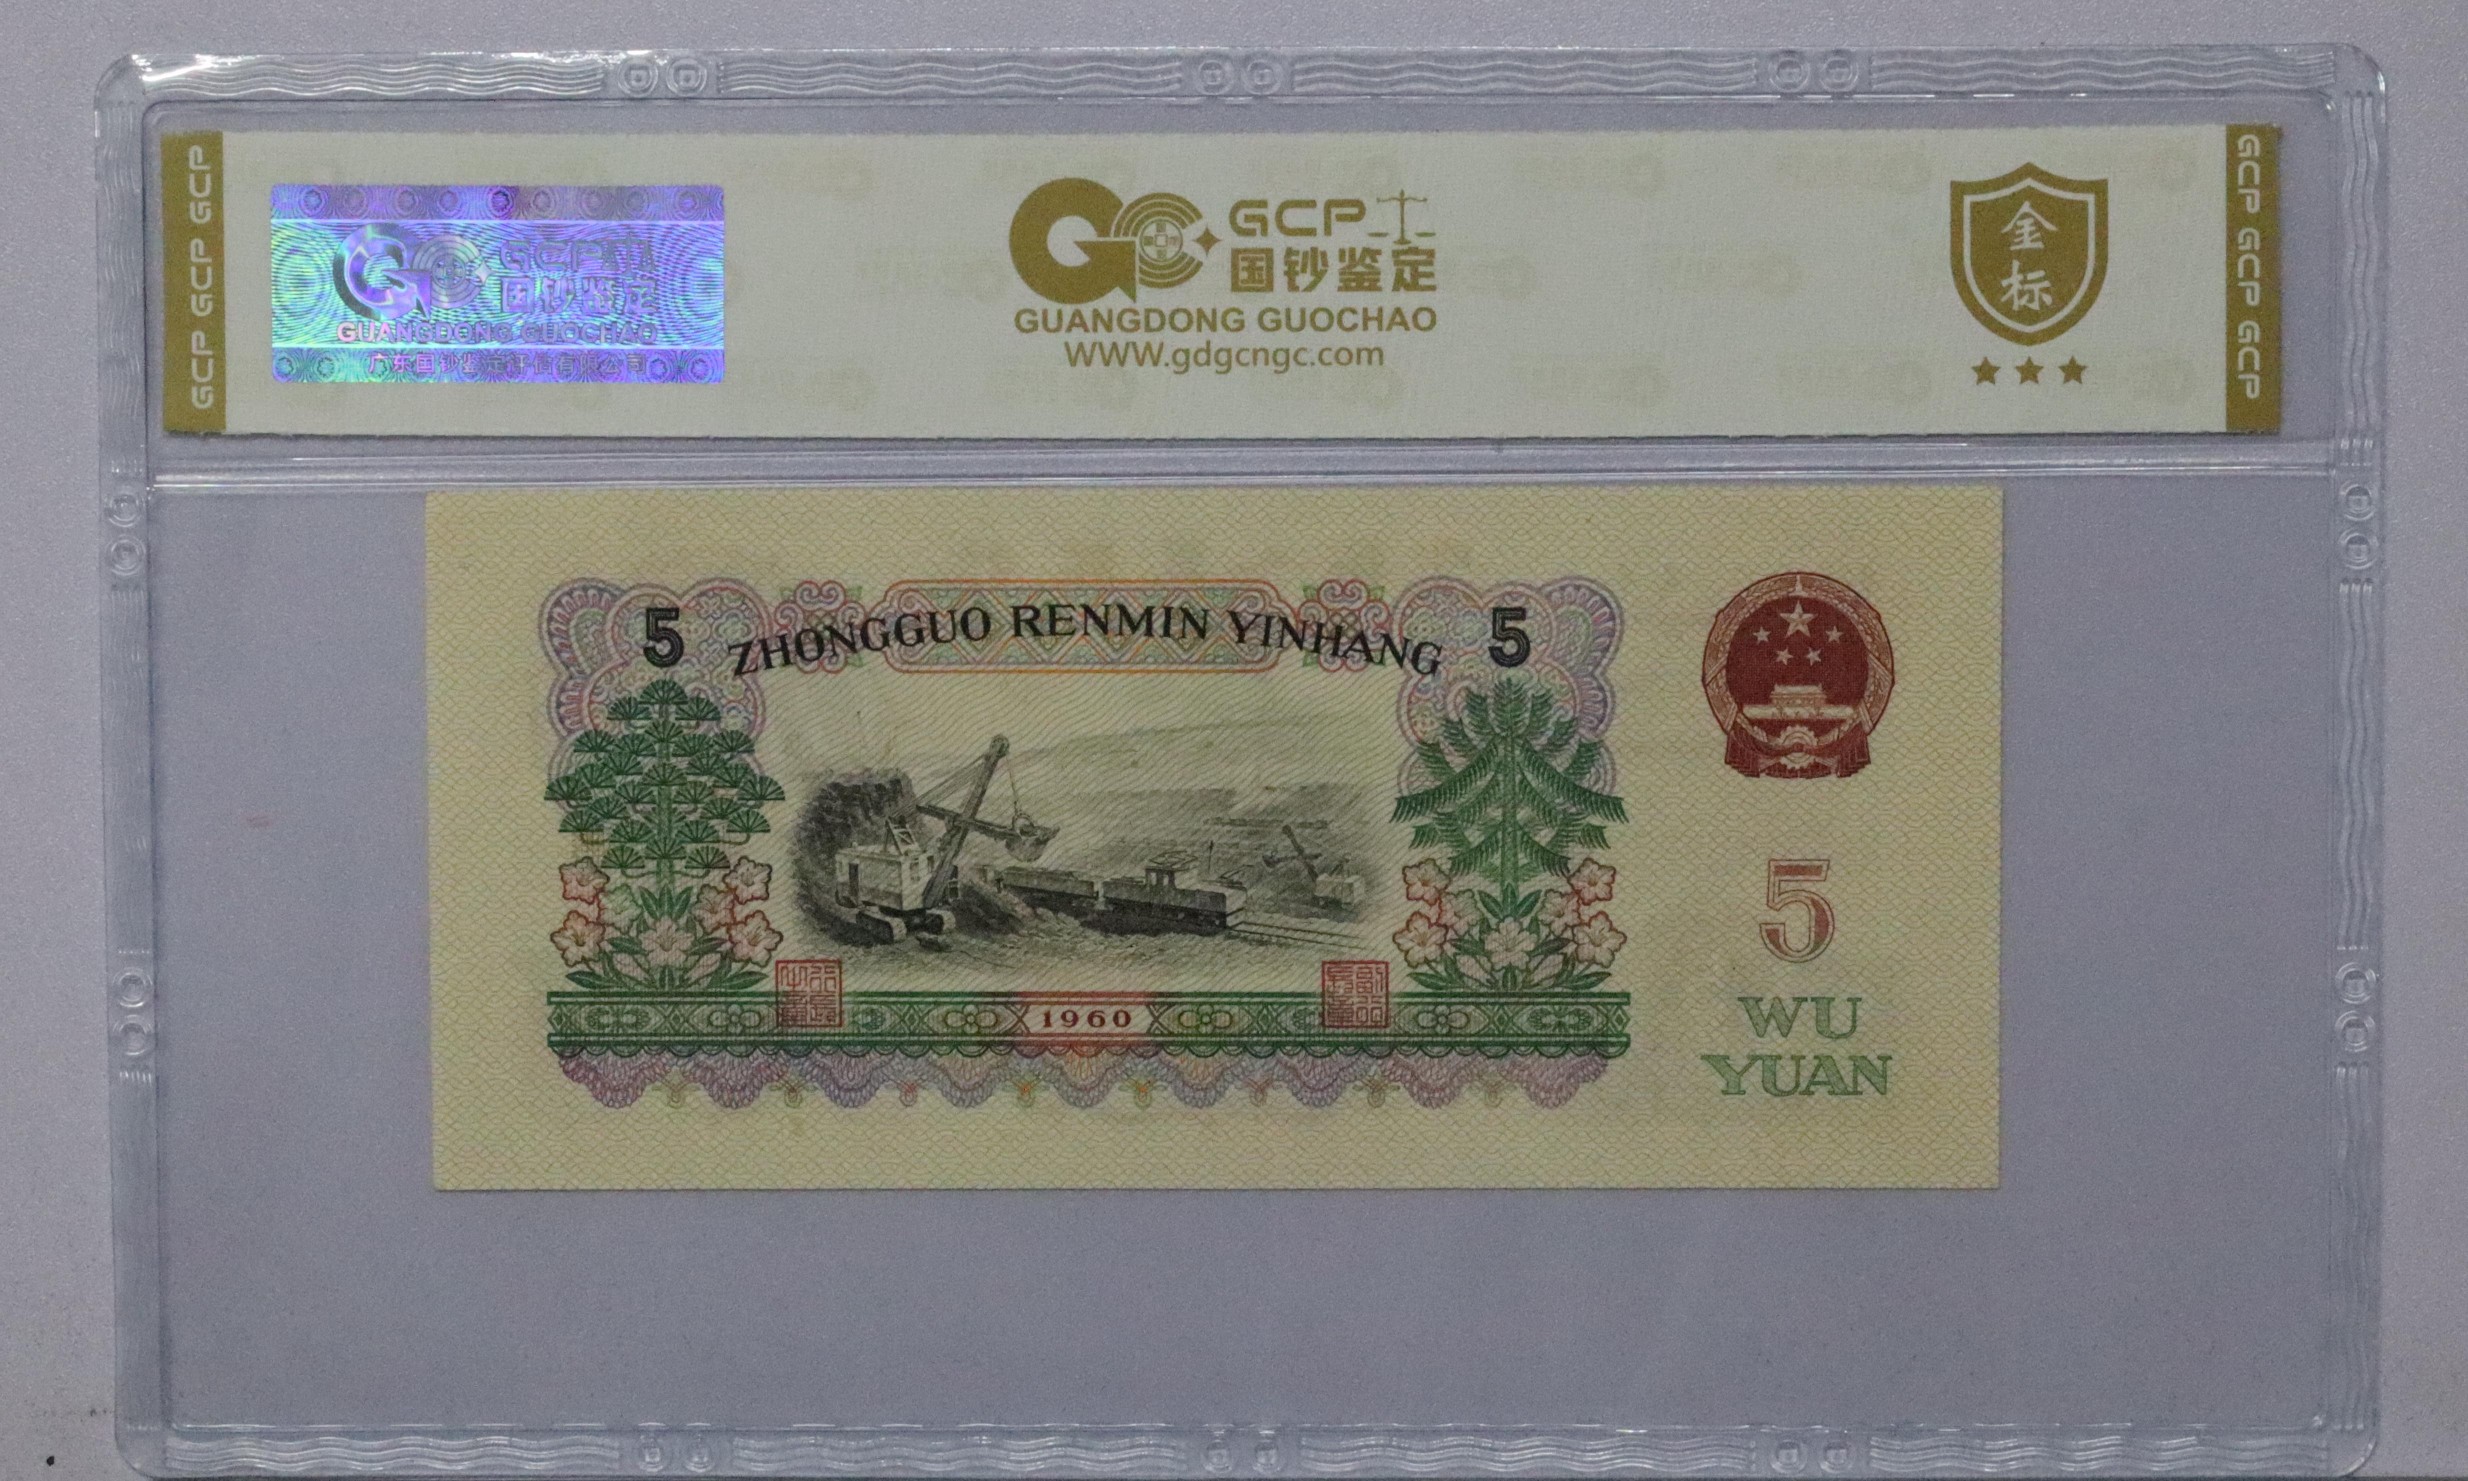 GCP GCP GCP
GCP
国钞鉴定
GUANGDONG GUOCHAO
广东国钞鉴定评估有限公司
GCP
国钞鉴定
GUANGDONG GUOCHAO
WWW.gdgcngc.com
金
标
GCP GCP GCP
5
ZHONGGUO RENMIN YINHANG
5
5
WU
YUAN
1960